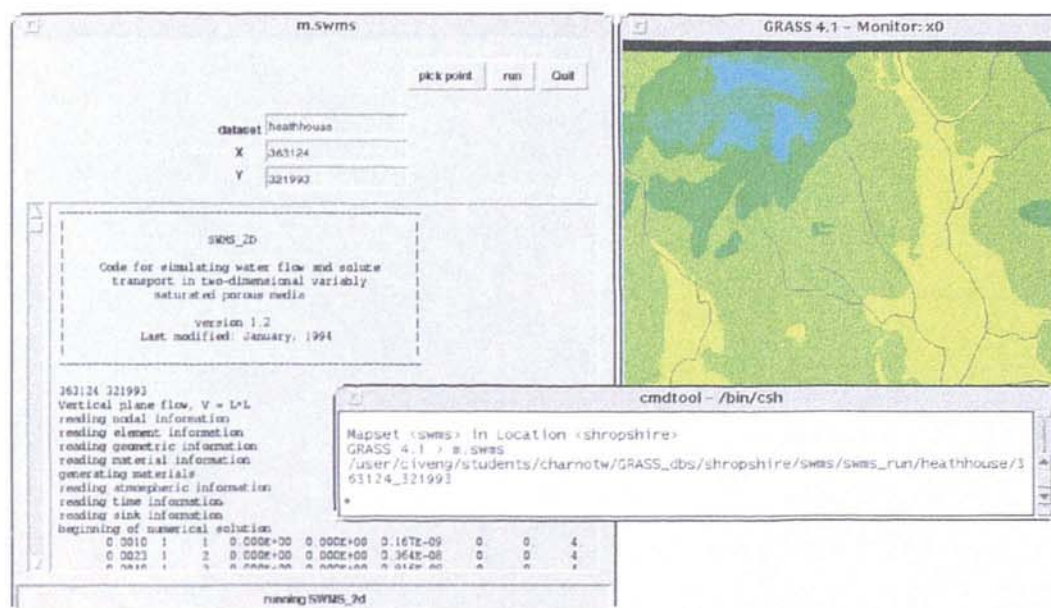 m.swms
pick point run Quit
dataset heathhouse
X 363124
Y 321993
SWMS_2D
Code for simulating water flow and solute
transport in two-dimensional variably
saturated porous media
version 1.2
Last modified: January, 1994
363124 321993
Vertical plane flow, V = L*L
reading nodal information
reading element information
reading geometric information
reading material information
generating materials
reading atmospheric information
reading time information
reading sink information
beginning of numerical solution
0.0010 1 1 0.000E+00 0.000E+00 0.167E-09 0. 0. 4
0.0023 1 2 0.000E+00 0.000E+00 0.364E-08 0. 0. 4
running SWMS_2d
GRASS 4.1 - Monitor: x0
cmdtool - /bin/csh
Mapset <swms> in Location <shropshire>
GRASS 4.1 > m.swms
/user/civeng/students/charnotw/GRASS_dbs/shropshire/swms/swms_run/heathhouse/3
63124_321993